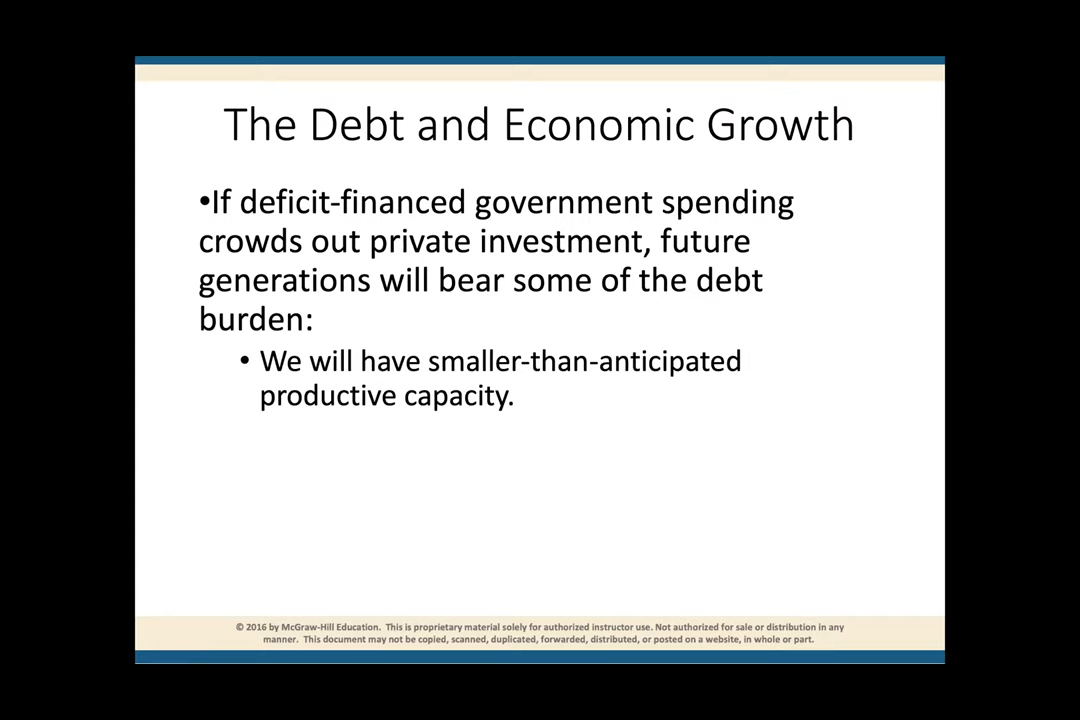 The Debt and Economic Growth
•If deficit-financed government spending
crowds out private investment, future
generations will bear some of the debt
burden:
• We will have smaller-than-anticipated
productive capacity.
© 2016 by McGraw-Hill Education. This is proprietary material solely for authorized instructor use. Not authorized for sale or distribution in any
manner. This document may not be copied, scanned, duplicated, forwarded, distributed, or posted on a website, in whole or part.